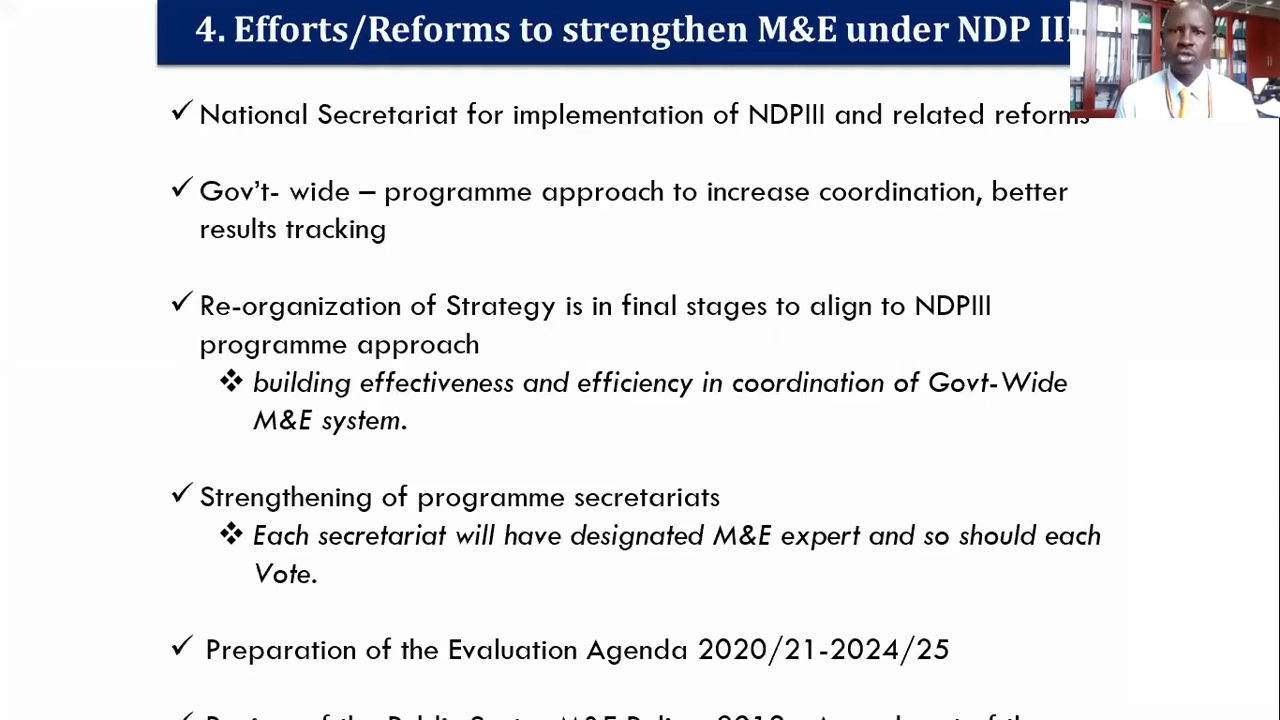 4. Efforts/Reforms to strengthen M&E under NDP III
✓ National Secretariat for implementation of NDPIII and related reforms
✓ Gov't- wide – programme approach to increase coordination, better
results tracking
✓ Re-organization of Strategy is in final stages to align to NDPIII
programme approach
❖ building effectiveness and efficiency in coordination of Govt-Wide
M&E system.
✓ Strengthening of programme secretariats
❖ Each secretariat will have designated M&E expert and so should each
Vote.
✓ Preparation of the Evaluation Agenda 2020/21-2024/25